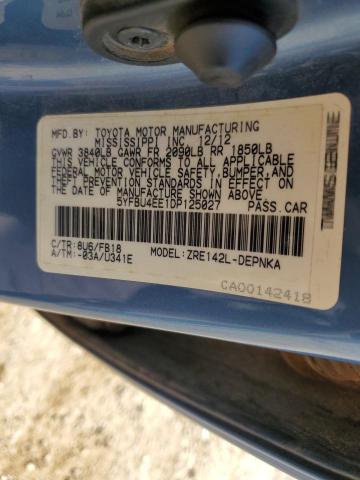 MFD.BY: TOYOTA MOTOR MANUFACTURING
MISSISSIPPI INC 12/12
GVWR 3840LB GAWR FR 2090LB RR 1850LB
THIS VEHICLE CONFORMS TO ALL APPLICABLE
FEDERAL MOTOR VEHICLE SAFETY,BUMPER,AND
THEFT PREVENTION STANDARDS IN EFFECT ON
THE DATE OF MANUFACTURE SHOWN ABOVE.
5YFBU4EE1DP125027 PASS.CAR
C/TR:8U6/FB18 MODEL:ZRE142L-DEPNKA
A/TM:-03A/U341E
CA00142418